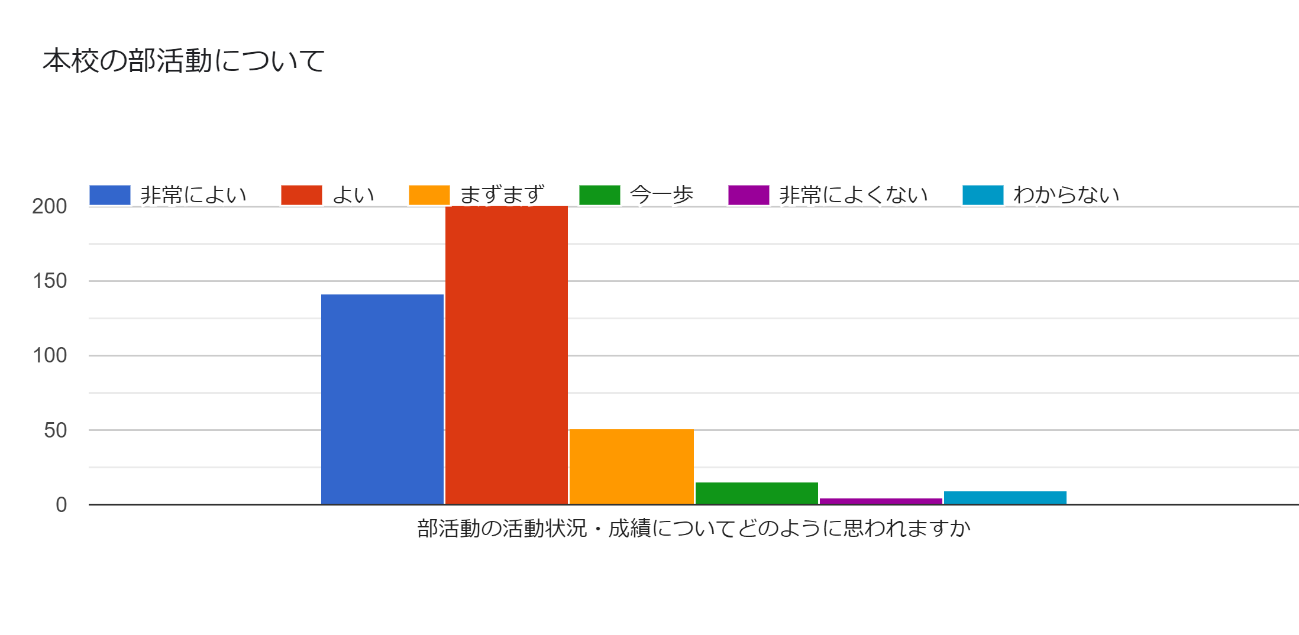 本校の部活動について
非常によい よい まずまず 今一歩 非常によくない わからない
200
150
100
50
0
部活動の活動状況・成績についてどのように思われますか